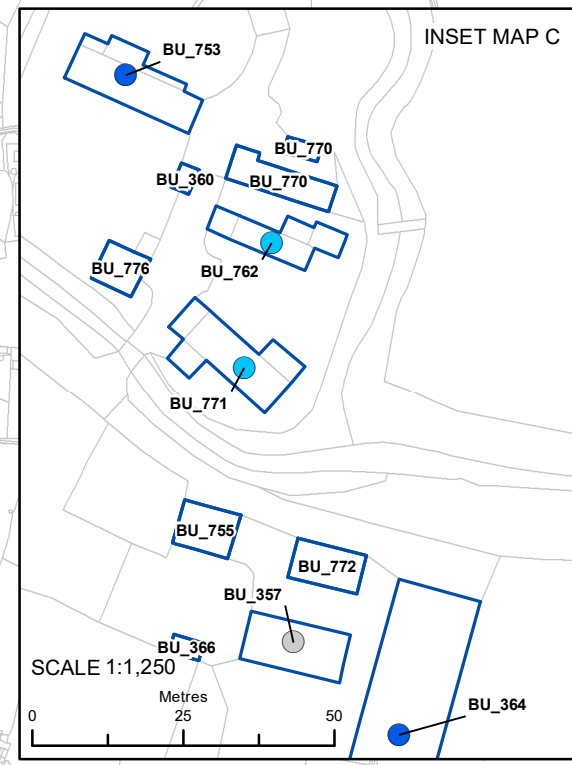 INSET MAP C
BU_753
BU_770
BU_360
BU_770
BU_776
BU_762
BU_771
BU_755
BU_772
BU_357
BU_366
SCALE 1:1,250
Metres
BU_364
0 25 50